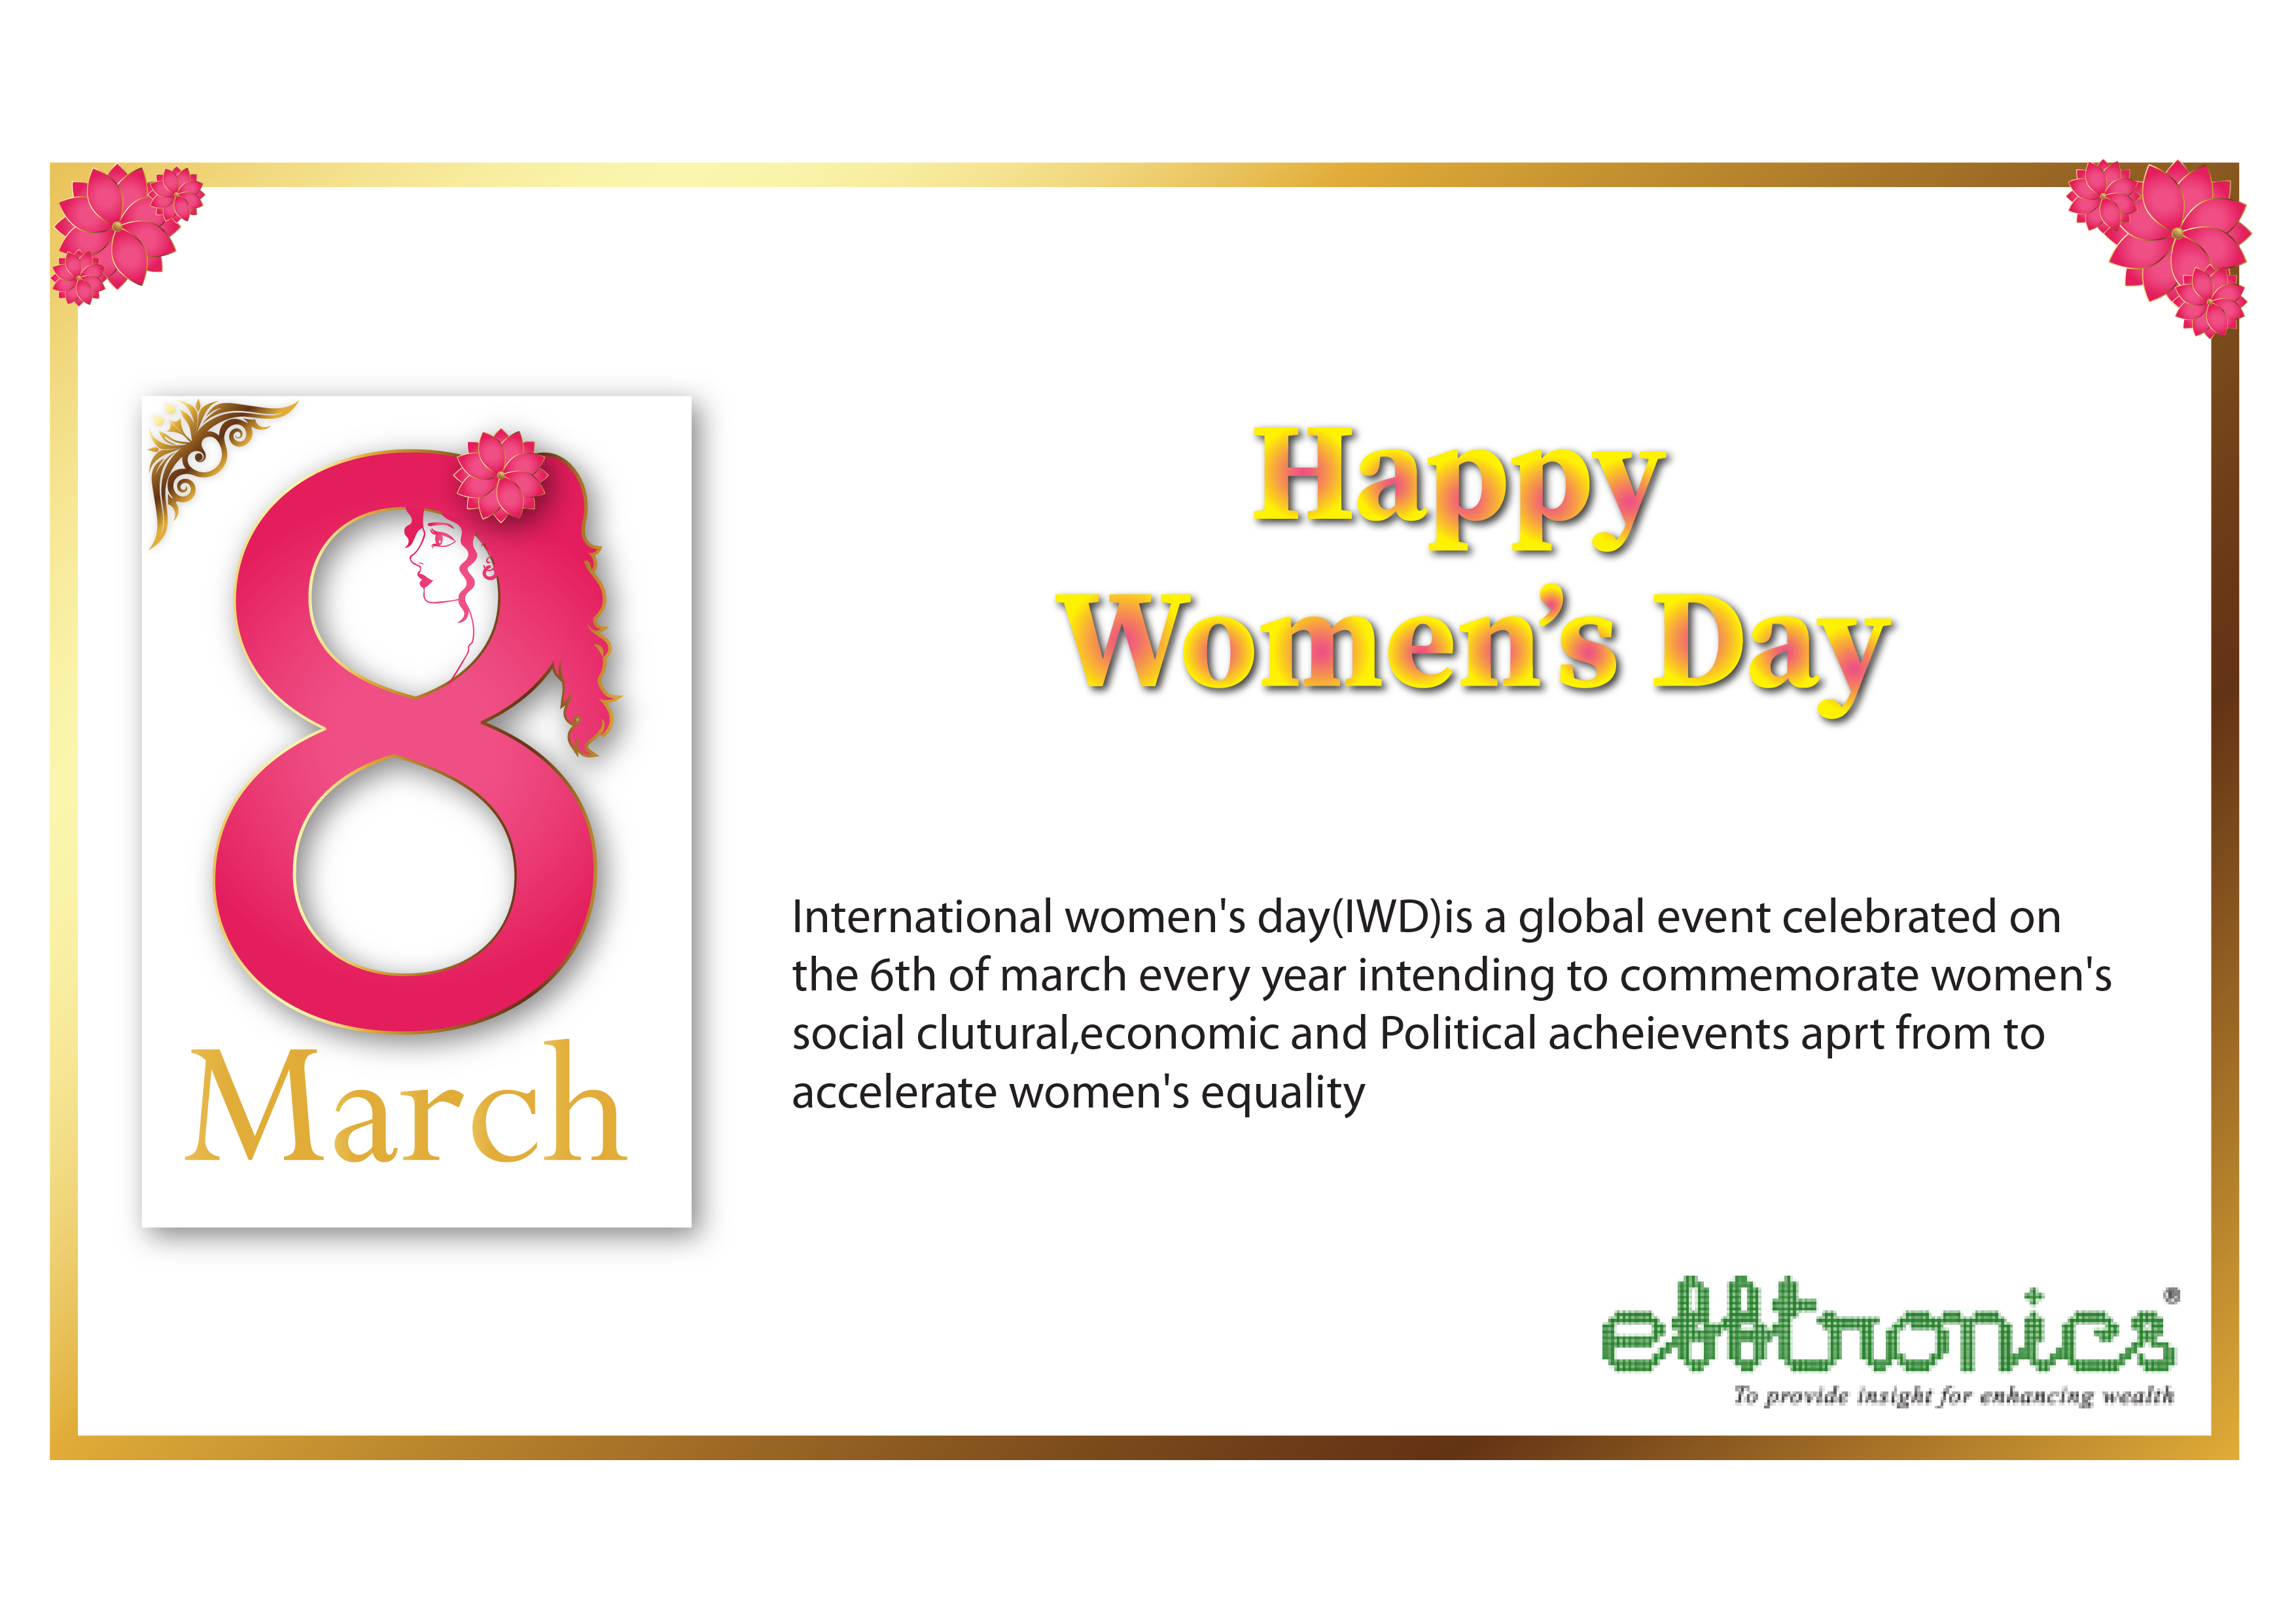 8
March
Happy
Women’s Day
International women's day(IWD)is a global event celebrated on
the 6th of march every year intending to commemorate women's
social clutural,economic and Political acheievents aprt from to
accelerate women's equality
efftronics®
To provide insight for enhancing wealth